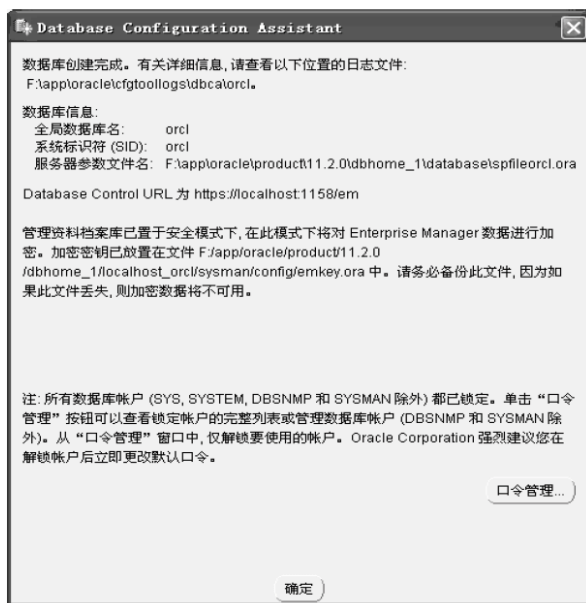 Database Configuration Assistant
数据库创建完成。有关详细信息,请查看以下位置的日志文件:
F:\app\oracle\cfgtoollogs\dbca\orcl。
数据库信息:
全局数据库名: orcl
系统标识符 (SID): orcl
服务器参数文件名: F:\app\oracle\product\11.2.0\dbhome_1\database\spfileorcl.ora
Database Control URL 为 https://localhost:1158/em
管理资料档案库已置于安全模式下,在此模式下将对 Enterprise Manager 数据进行加
密。加密密钥已放置在文件 F:/app/oracle/product/11.2.0
/dbhome_1/localhost_orcl/sysman/config/emkey.ora 中。请务必备份此文件,因为如
果此文件丢失,则加密数据将不可用。
注: 所有数据库帐户 (SYS, SYSTEM, DBSNMP 和 SYSMAN 除外) 都已锁定。单击“口令
管理”按钮可以查看锁定帐户的完整列表或管理数据库帐户 (DBSNMP 和 SYSMAN 除
外)。从“口令管理”窗口中,仅解锁要使用的帐户。Oracle Corporation 强烈建议您在
解锁帐户后立即更改默认口令。
口令管理...
确定